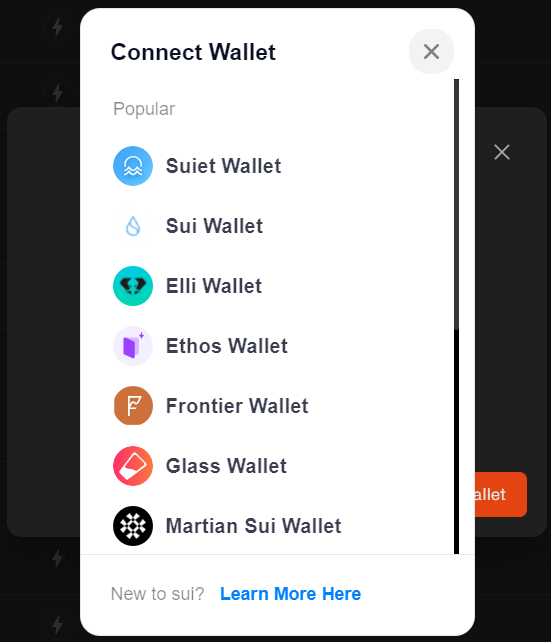 Connect Wallet
Popular
Suiet Wallet
Sui Wallet
Elli Wallet
Ethos Wallet
Frontier Wallet
Glass Wallet
allet
Martian Sui Wallet
New to sui? Learn More Here